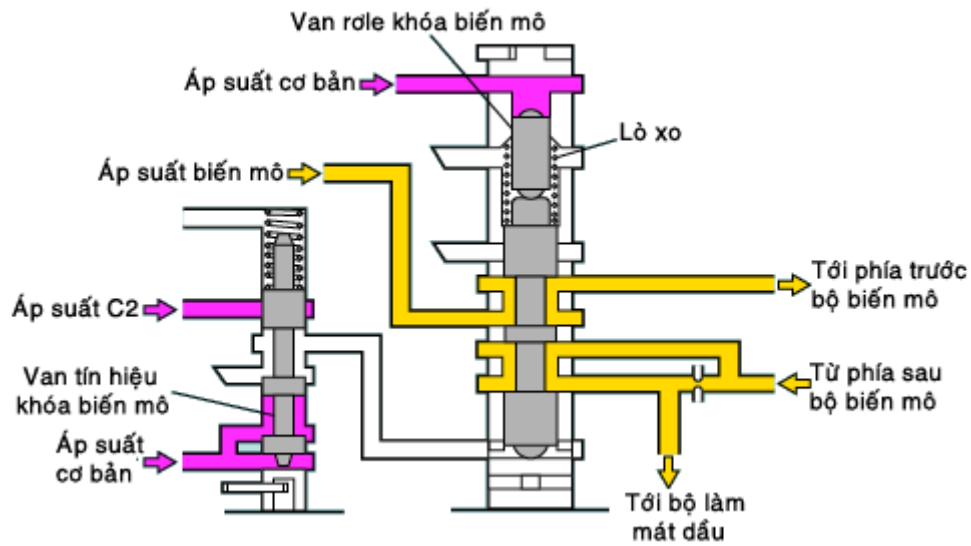 Van rơle khóa biến mô
Áp suất cơ bản
Lò xo
Áp suất biến mô
Tới phía trước
bộ biến mô
Áp suất C2
Van tín hiệu
khóa biến mô
Từ phía sau
bộ biến mô
Áp suất
cơ bản
Tới bộ làm
mát dầu